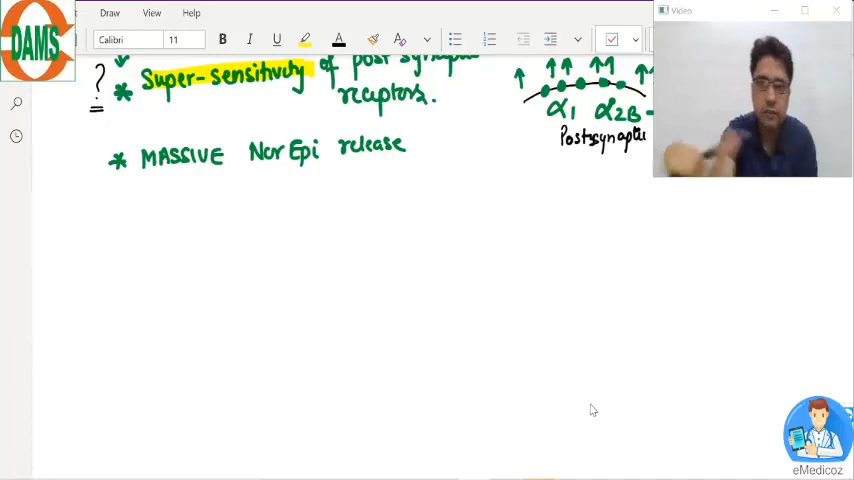 DAMS
Draw View Help
Video
Calibri 11 B I U A
?
* Super-sensitivity of post synaptic
receptors.
α1 α2B
Postsynaptic
* MASSIVE NorEpi release
eMedicoz